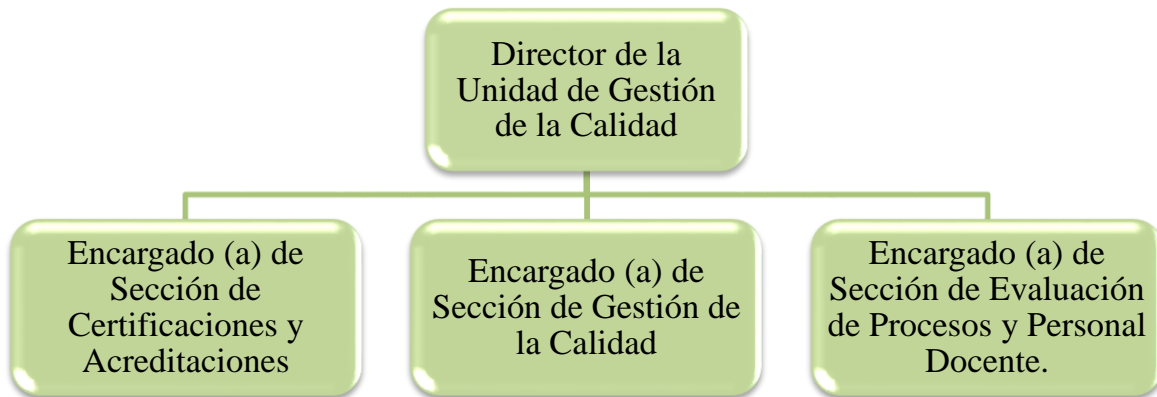 Director de la
Unidad de Gestión
de la Calidad
Encargado (a) de
Sección de
Certificaciones y
Acreditaciones
Encargado (a) de
Sección de Gestión de
la Calidad
Encargado (a) de
Sección de Evaluación
de Procesos y Personal
Docente.